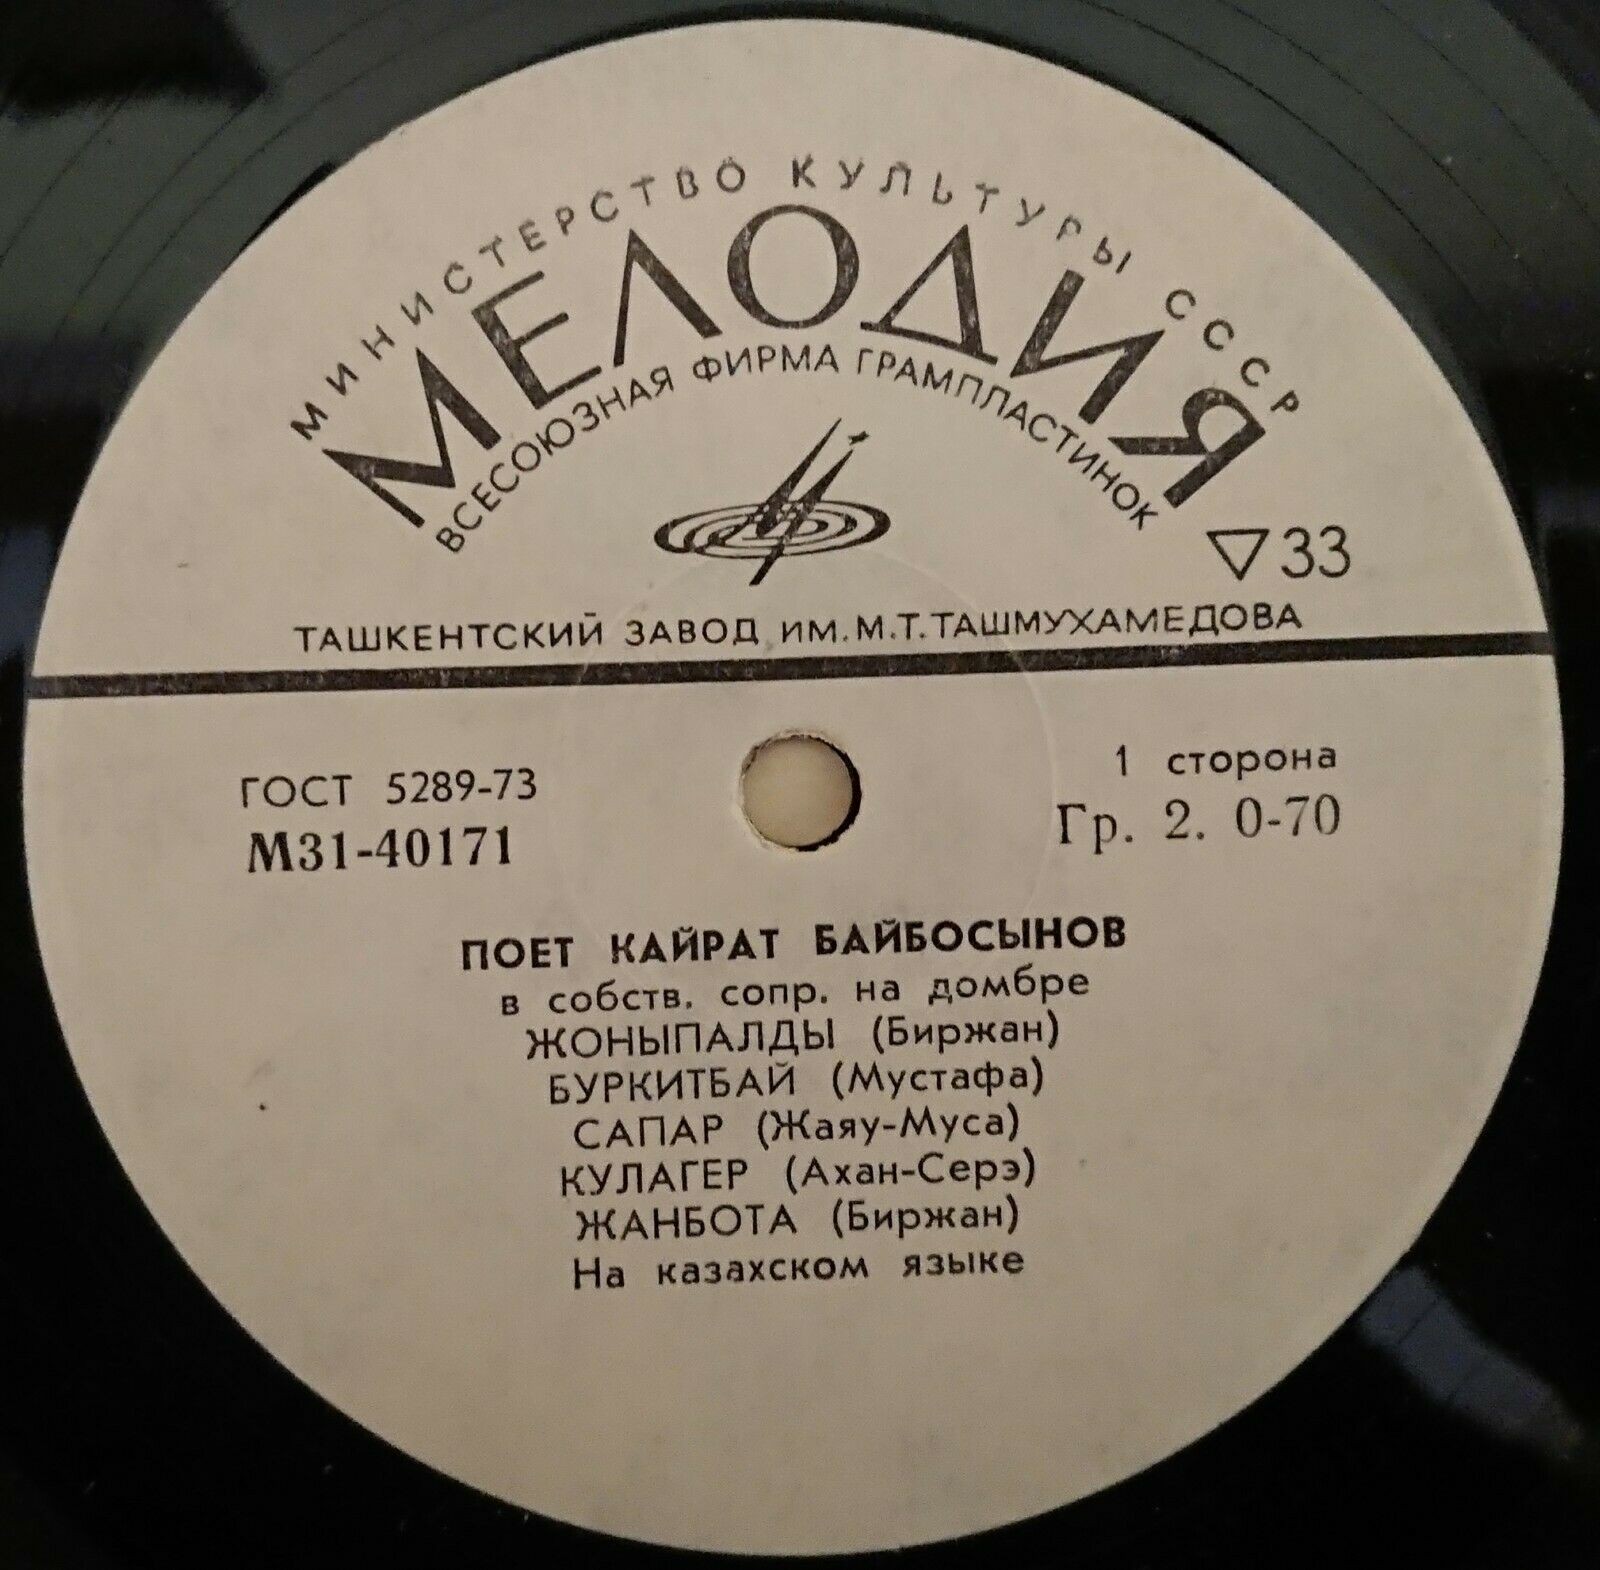 МИНИСТЕРСТВО КУЛЬТУРЫ СССР
МЕЛОДИЯ
ВСЕСОЮЗНАЯ ФИРМА ГРАМПЛАСТИНОК
▽33
ТАШКЕНТСКИЙ ЗАВОД ИМ. М.Т. ТАШМУХАМЕДОВА
ГОСТ 5289-73
1 сторона
М31-40171
Гр. 2. 0-70
ПОЕТ КАЙРАТ БАЙБОСЫНОВ
в собств. сопр. на домбре
ЖОНЫПАЛДЫ (Биржан)
БУРКИТБАЙ (Мустафа)
САПАР (Жаяу-Муса)
КУЛАГЕР (Ахан-Серэ)
ЖАНБОТА (Биржан)
На казахском языке